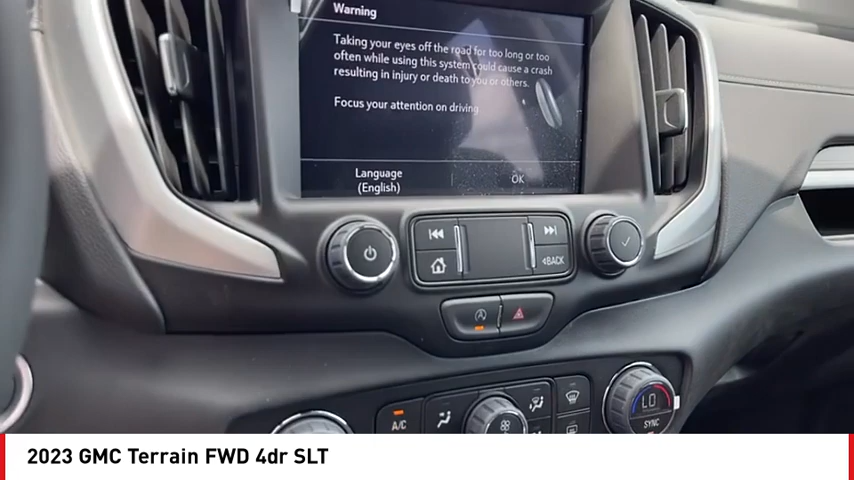 Warning
Taking your eyes off the road for too long or too
often while using this system could cause a crash
resulting in injury or death to you or others.
Focus your attention on driving
Language
(English)
OK
BACK
A/C
LO
SYNC
2023 GMC Terrain FWD 4dr SLT